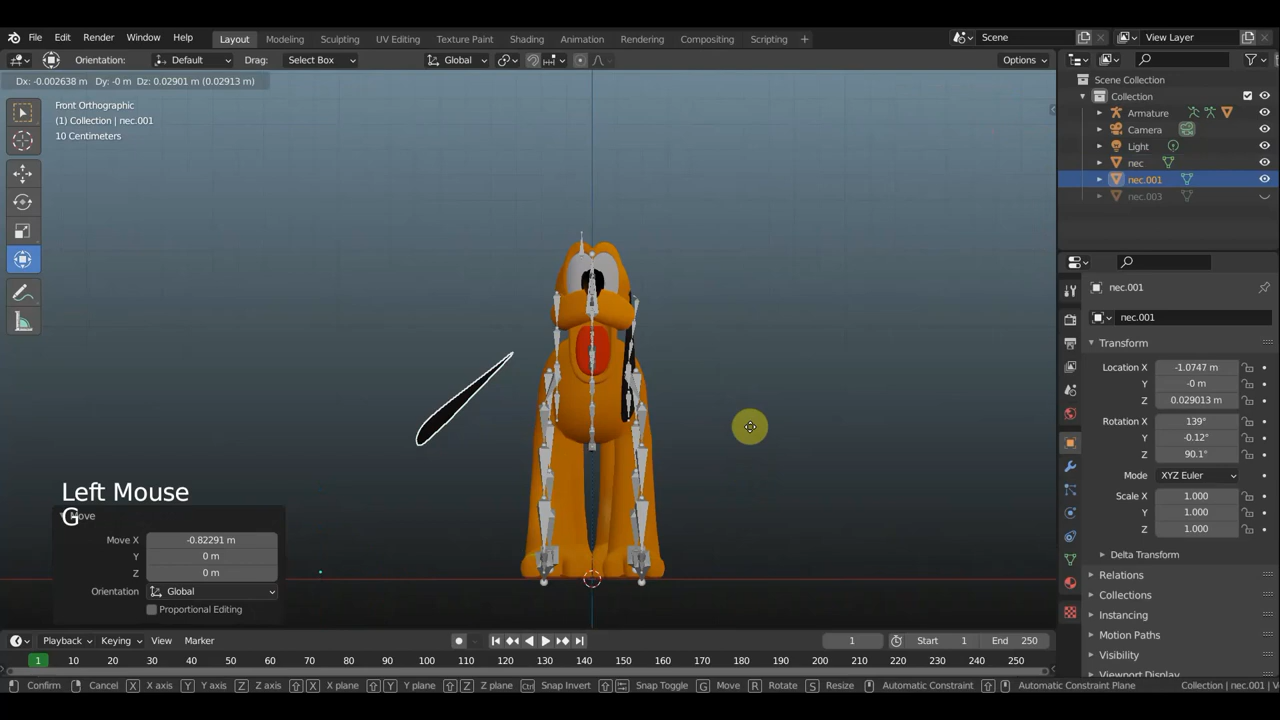 File Edit Render Window Help Layout Modeling Sculpting UV Editing Texture Paint Shading Animation Rendering Compositing Scripting + Scene View Layer
Orientation: Default Drag: Select Box Global Options
Dx: -0.002638 m Dy: -0 m Dz: 0.02901 m (0.02913 m)
Front Orthographic
(1) Collection | nec.001
10 Centimeters
Scene Collection
Collection
Armature
Camera
Light
nec
nec.001
nec.003
nec.001
nec.001
Transform
Location X -1.0747 m
Y -0 m
Z 0.029013 m
Rotation X 139°
Y -0.12°
Z 90.1°
Mode XYZ Euler
Scale X 1.000
Y 1.000
Z 1.000
Delta Transform
Relations
Collections
Instancing
Motion Paths
Visibility
Viewport Display
Left Mouse
G
Move
Move X -0.82291 m
Y 0 m
Z 0 m
Orientation Global
Proportional Editing
Playback Keying View Marker 1 Start 1 End 250
1 10 20 30 40 50 60 70 80 90 100 110 120 130 140 150 160 170 180 190 200 210 220 230 240 250
Confirm Cancel X X axis Y Y axis Z Z axis X X plane Y Y plane Z Z plane Ctrl Snap Invert Snap Toggle G Move R Rotate S Resize Automatic Constraint Automatic Constraint Plane Collection | nec.001 | V